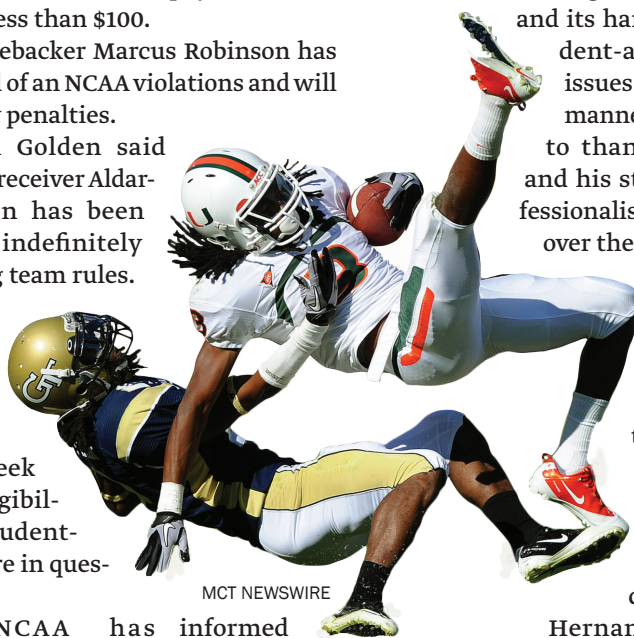 ess than $100.
ebacker Marcus Robinson has
of an NCAA violations and will
penalties.
Golden said
receiver Aldar-
n has been
indefinitely
g team rules.
eek
gibil-
udent-
re in ques-
MCT NEWSWIRE
NCAA has informed
and its har
dent-a
issues
manne
to than
and his st
fessionalis
over the
Hernan